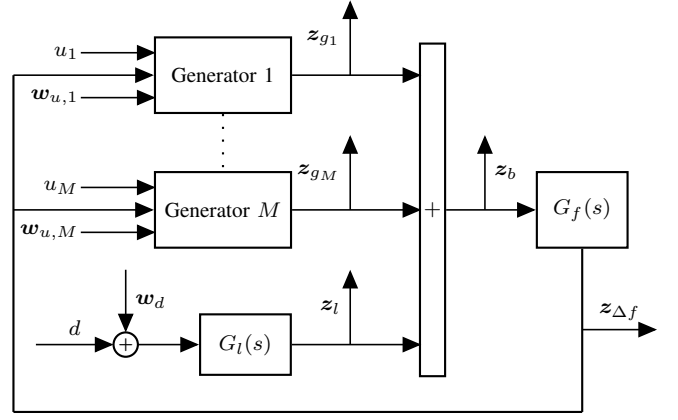 z_{g_1}
u_1
Generator 1
w_{u,1}
z_{g_M}
u_M
Generator M
w_{u,M}
+
z_b
G_f(s)
w_d
z_l
z_{Δf}
d
+
G_l(s)